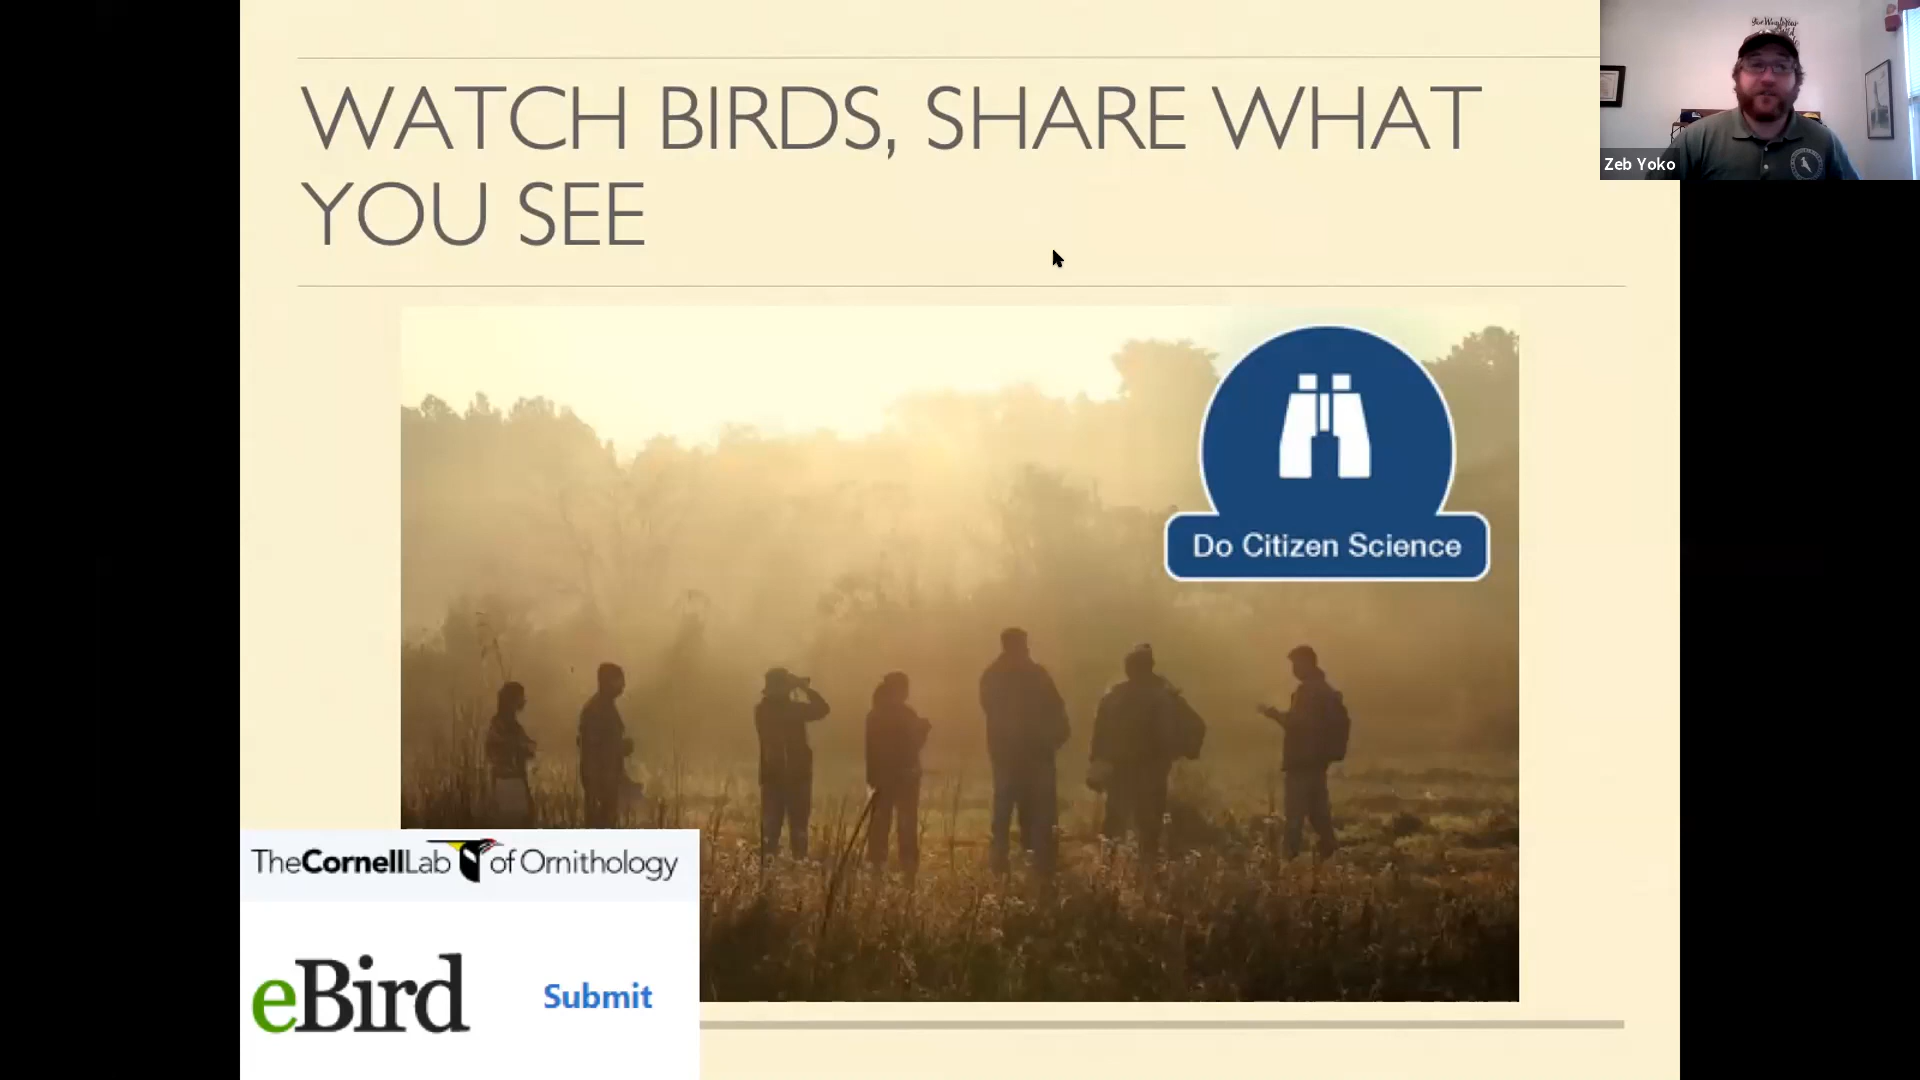 WATCH BIRDS, SHARE WHAT
YOU SEE
Zeb Yoko
Do Citizen Science
TheCornellLab of Ornithology
eBird
Submit